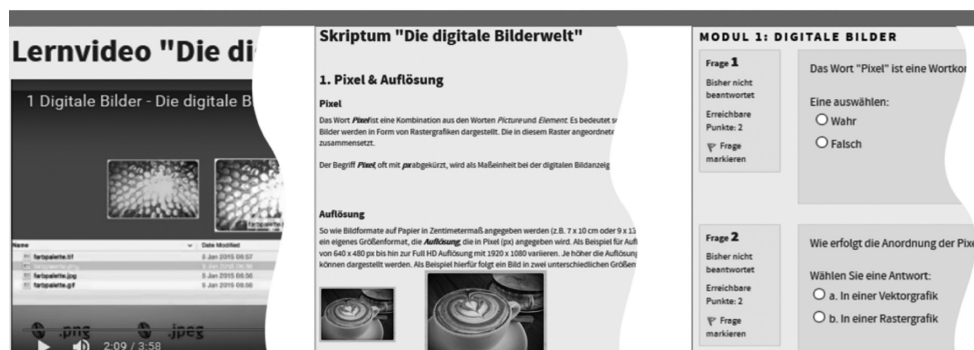 Lernvideo "Die di
1 Digitale Bilder - Die digitale B
Name
Date Modified
farbpalette.tif
8 Jan 2015 08:57
farbpalette.jpg
8 Jan 2015 08:56
farbpalette.gif
8 Jan 2015 08:56
.png
.jpeg
2:09 / 3:58
Skriptum "Die digitale Bilderwelt"
1. Pixel & Auflösung
Pixel
Das Wort Pixel ist eine Kombination aus den Worten Picture und Element. Es bedeutet s
Bilder werden in Form von Rastergrafiken dargestellt. Die in diesem Raster angeordnete
zusammensetzt.
Der Begriff Pixel, oft mit px abgekürzt, wird als Maßeinheit bei der digitalen Bildanzeig
Auflösung
So wie Bildformate auf Papier in Zentimetermaß angegeben werden (z.B. 7 x 10 cm oder 9 x 13
ein eigenes Größenformat, die Auflösung, die in Pixel (px) angegeben wird. Als Beispiel für Aufl
von 640 x 480 px bis hin zur Full HD Auflösung mit 1920 x 1080 variieren. Je höher die Auflösung
können dargestellt werden. Als Beispiel hierfür folgt ein Bild in zwei unterschiedlichen Größen
MODUL 1: DIGITALE BILDER
Frage 1
Bisher nicht
beantwortet
Erreichbare
Punkte: 2
Frage
markieren
Das Wort "Pixel" ist eine Wortkon
Eine auswählen:
Wahr
Falsch
Frage 2
Bisher nicht
beantwortet
Erreichbare
Punkte: 2
Frage
markieren
Wie erfolgt die Anordnung der Pixe
Wählen Sie eine Antwort:
a. In einer Vektorgrafik
b. In einer Rastergrafik